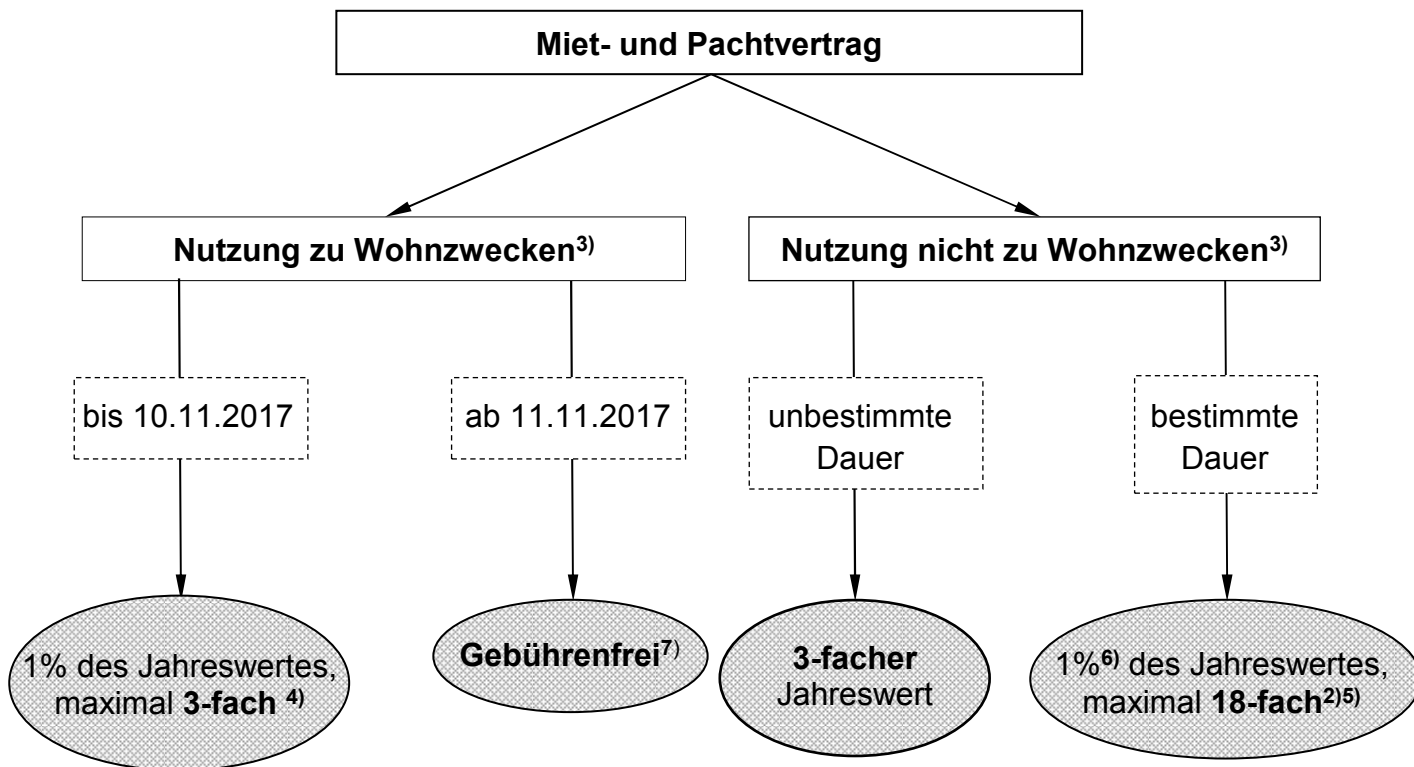 Miet- und Pachtvertrag
Nutzung zu Wohnzwecken³⁾
Nutzung nicht zu Wohnzwecken³⁾
bis 10.11.2017
ab 11.11.2017
unbestimmte
Dauer
bestimmte
Dauer
1% des Jahreswertes,
maximal 3-fach ⁴⁾
Gebührenfrei⁷⁾
3-facher
Jahreswert
1%⁶⁾ des Jahreswertes,
maximal 18-fach²⁾⁵⁾